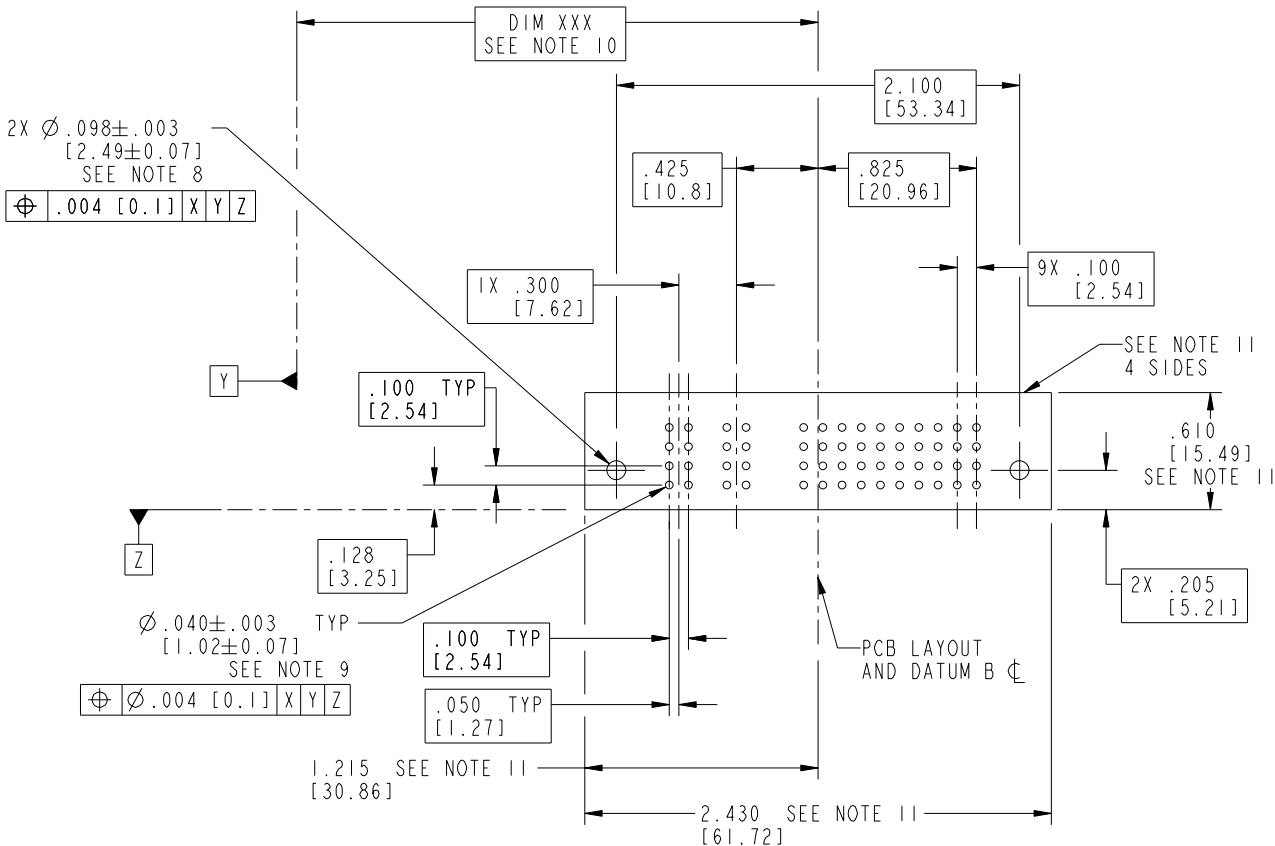 DIM XXX
SEE NOTE 10
2.100
[53.34]
2X Ø .098±.003
[2.49±0.07]
SEE NOTE 8
⌖ .004 [0.1] X Y Z
.425
[10.8]
.825
[20.96]
1X .300
[7.62]
9X .100
[2.54]
SEE NOTE 11
4 SIDES
Y
.100 TYP
[2.54]
.610
[15.49]
SEE NOTE 11
Z
.128
[3.25]
2X .205
[5.21]
Ø .040±.003 TYP
[1.02±0.07]
SEE NOTE 9
⌖ Ø .004 [0.1] X Y Z
.100 TYP
[2.54]
PCB LAYOUT
AND DATUM B ℄
.050 TYP
[1.27]
1.215 SEE NOTE 11
[30.86]
2.430 SEE NOTE 11
[61.72]